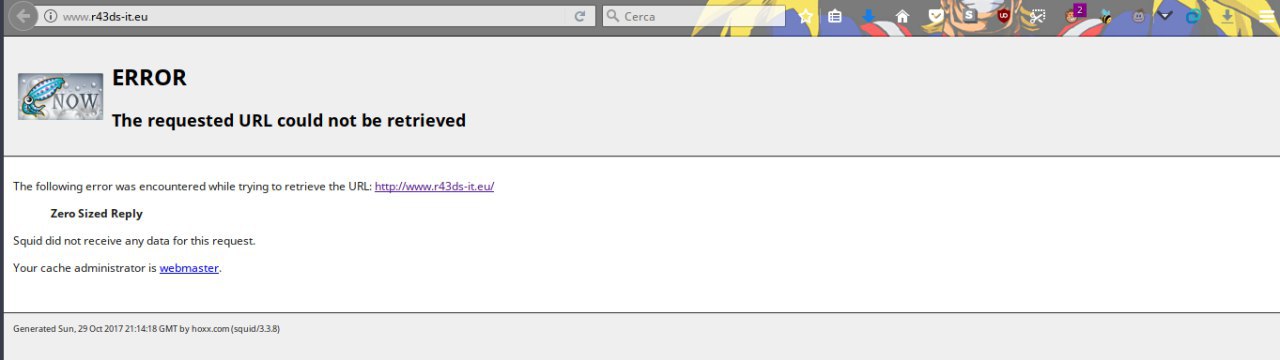 www.r43ds-it.eu
Cerca
2
NOW
ERROR
The requested URL could not be retrieved
The following error was encountered while trying to retrieve the URL: http://www.r43ds-it.eu/
Zero Sized Reply
Squid did not receive any data for this request.
Your cache administrator is webmaster.
Generated Sun, 29 Oct 2017 21:14:18 GMT by hoxx.com (squid/3.3.8)